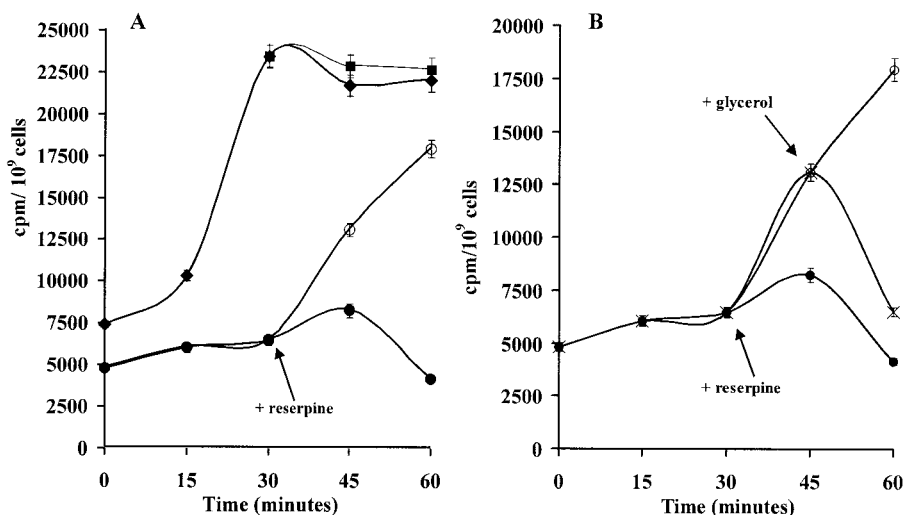 A
25000
22500
20000
17500
15000
12500
10000
7500
5000
2500
0
cpm/ 10⁹ cells
+ reserpine
0 15 30 45 60
Time (minutes)
B
20000
17500
15000
12500
10000
7500
5000
2500
0
cpm/10⁹ cells
+ glycerol
+ reserpine
0 15 30 45 60
Time (minutes)